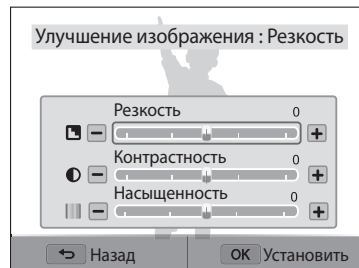 Улучшение изображения : Резкость
Резкость 0
Контрастность 0
Насыщенность 0
Назад OK Установить